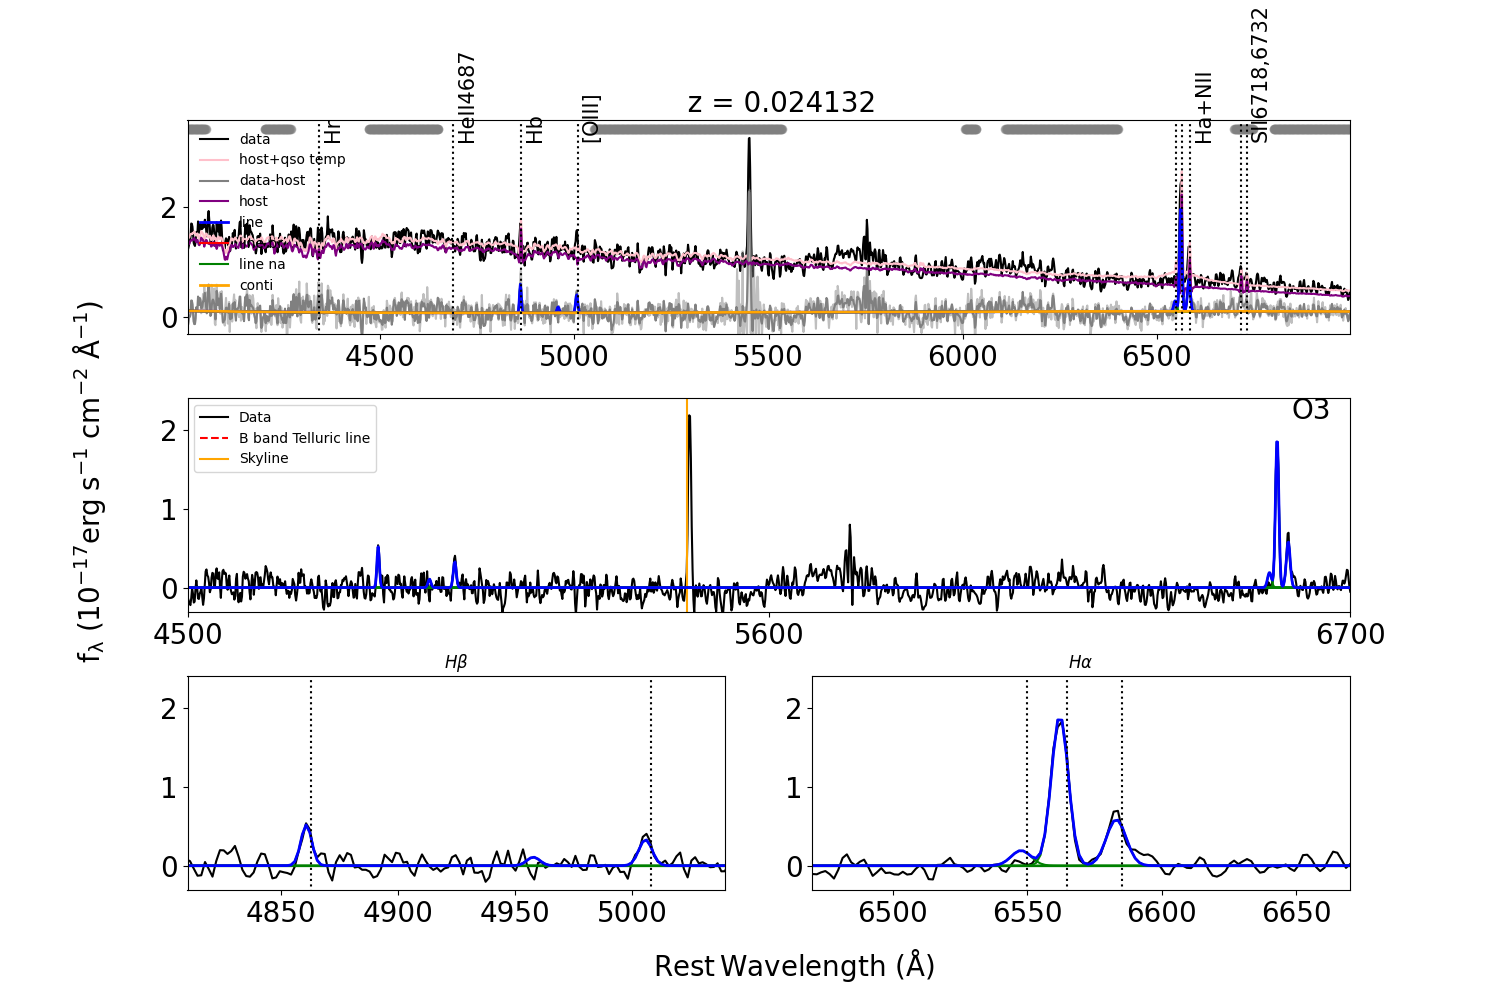 z = 0.024132
Hr
HeII4687
Hb
[OIII]
Ha+NII
SII6718,6732
data
host+qso temp
data-host
host
line
line na
conti
2
0
4500
5000
5500
6000
6500
f_λ (10^−17 erg s^−1 cm^−2 Å^−1)
Data
B band Telluric line
Skyline
O3
2
1
0
4500
5600
6700
Hβ
2
1
0
4850
4900
4950
5000
Hα
2
1
0
6500
6550
6600
6650
Rest Wavelength (Å)